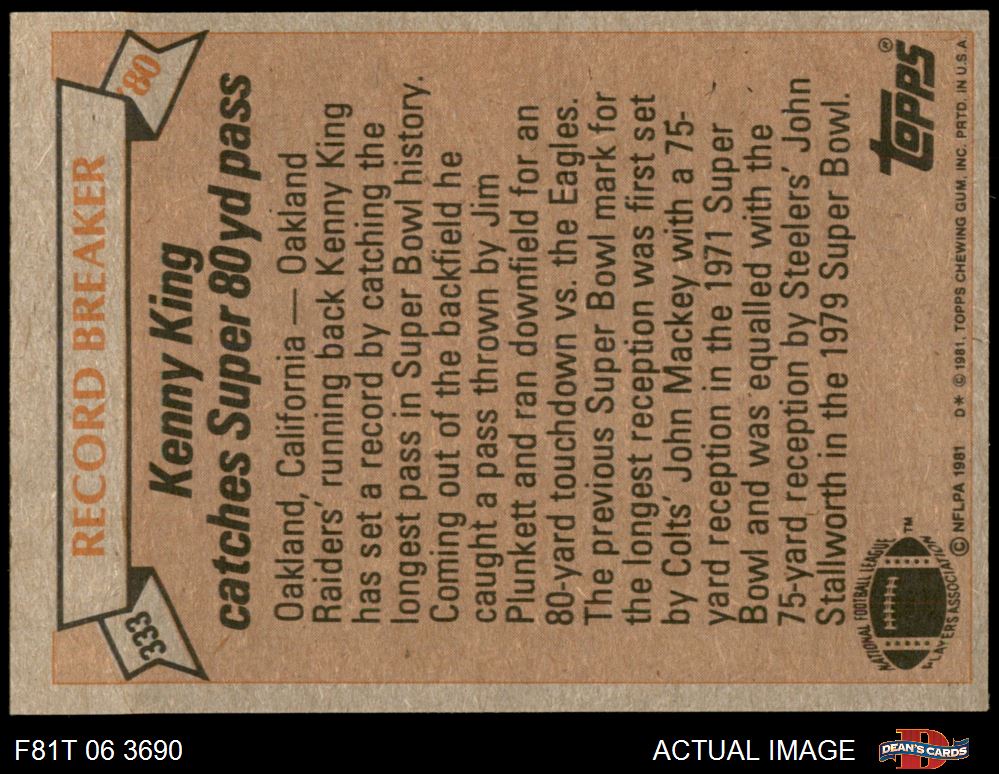 RECORD BREAKER
333
'80
Kenny King
catches Super 80 yd pass
Oakland, California — Oakland
Raiders' running back Kenny King
has set a record by catching the
longest pass in Super Bowl history.
Coming out of the backfield he
caught a pass thrown by Jim
Plunkett and ran downfield for an
80-yard touchdown vs. the Eagles.
The previous Super Bowl mark for
the longest reception was first set
by Colts' John Mackey with a 75-
yard reception in the 1971 Super
Bowl and was equalled with the
75-yard reception by Steelers' John
Stallworth in the 1979 Super Bowl.
NATIONAL FOOTBALL LEAGUE
PLAYERS ASSOCIATION
TM
TOPPS®
© NFLPA 1981 D* © 1981, TOPPS CHEWING GUM, INC. PRTD. IN U.S.A.
F81T 06 3690
ACTUAL IMAGE
DEAN'S CARDS